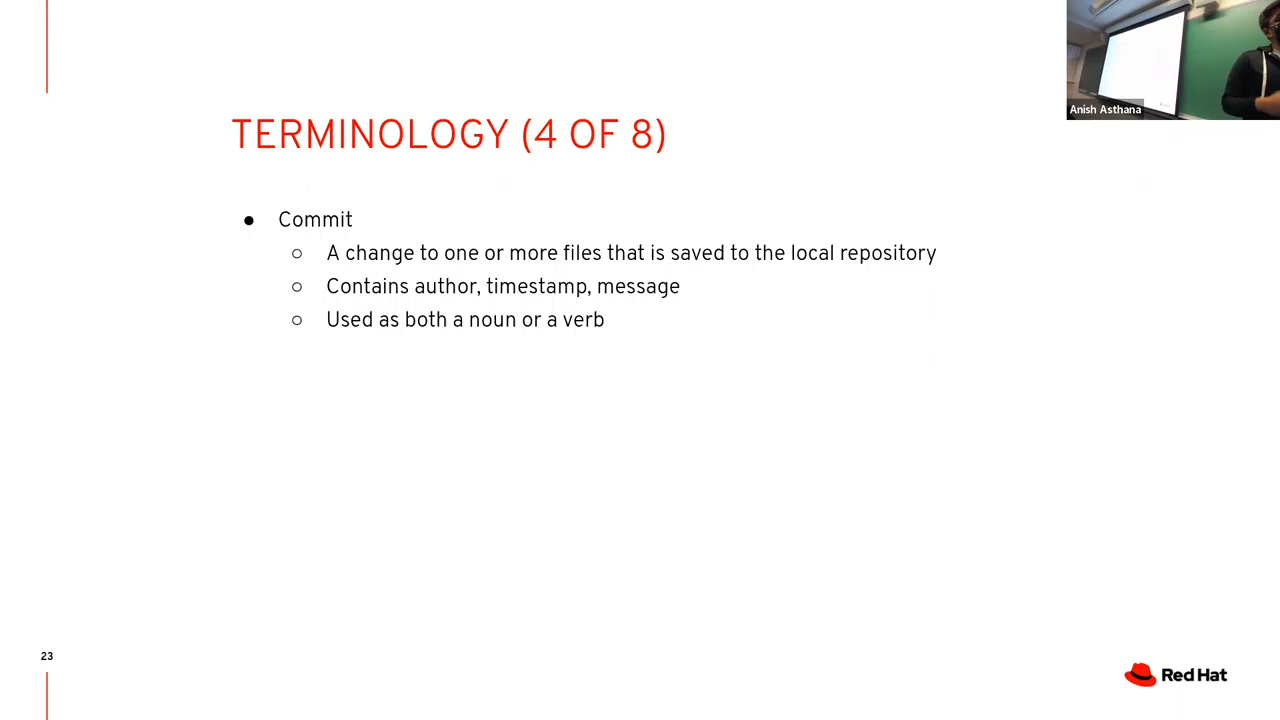 Anish Asthana
TERMINOLOGY (4 OF 8)
● Commit
○ A change to one or more files that is saved to the local repository
○ Contains author, timestamp, message
○ Used as both a noun or a verb
23
Red Hat